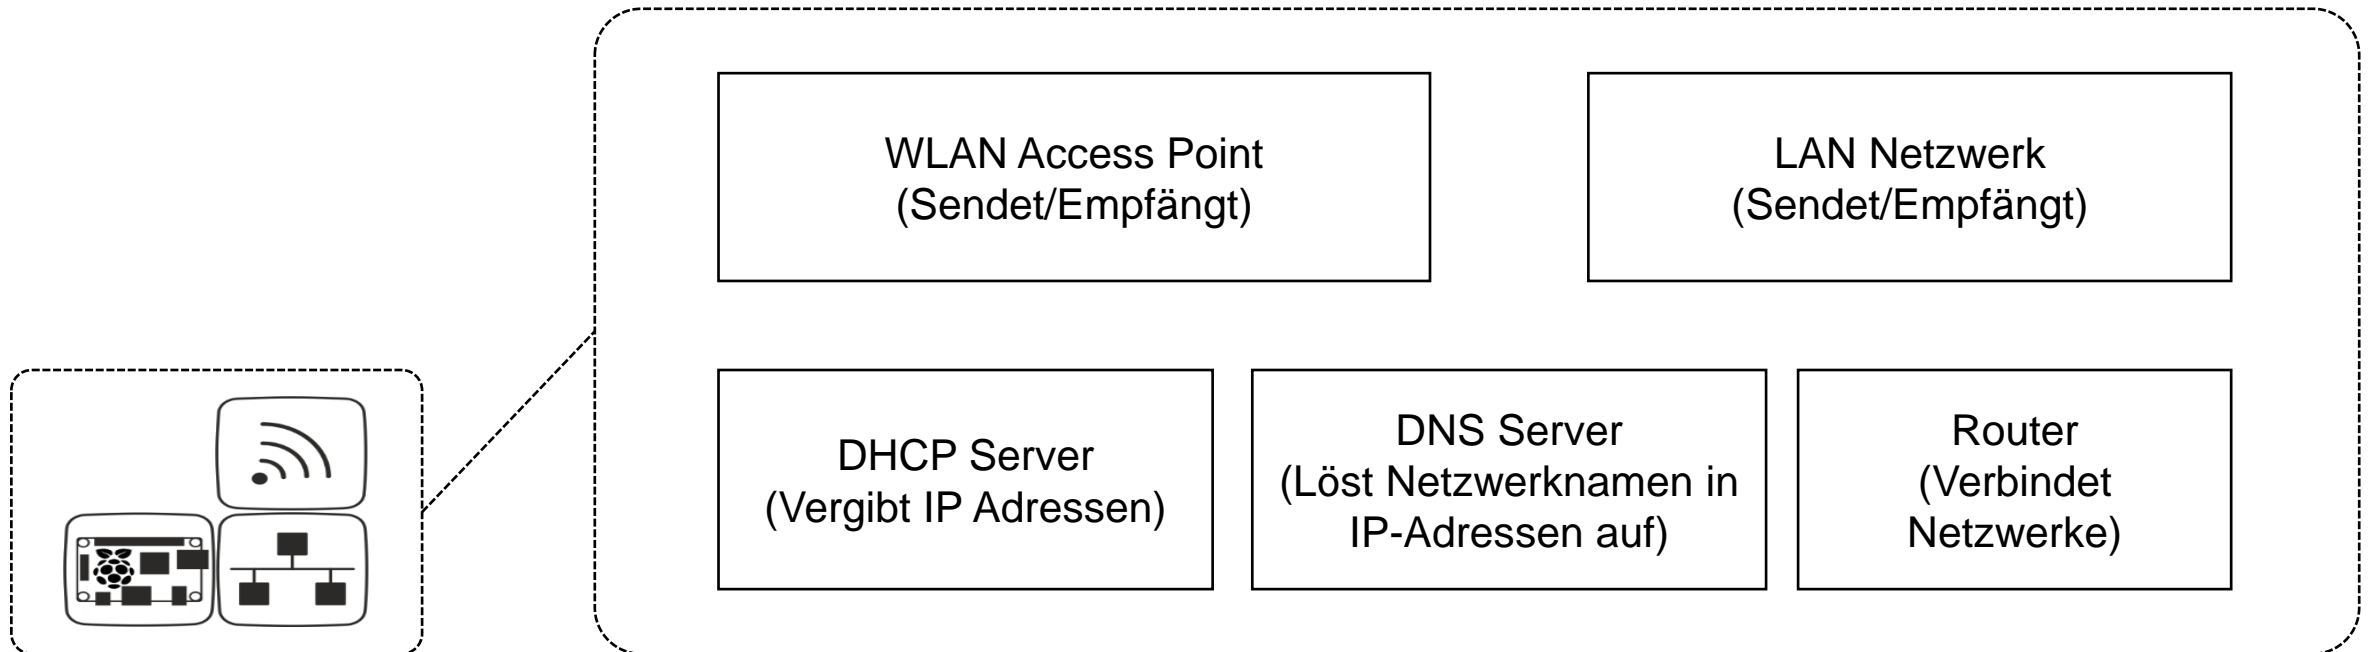 WLAN Access Point
(Sendet/Empfängt)
LAN Netzwerk
(Sendet/Empfängt)
DHCP Server
(Vergibt IP Adressen)
DNS Server
(Löst Netzwerknamen in
IP-Adressen auf)
Router
(Verbindet
Netzwerke)